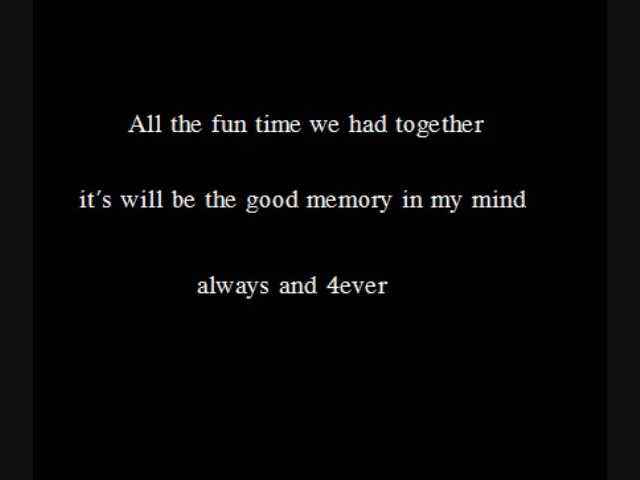 All the fun time we had together
it's will be the good memory in my mind
always and 4ever